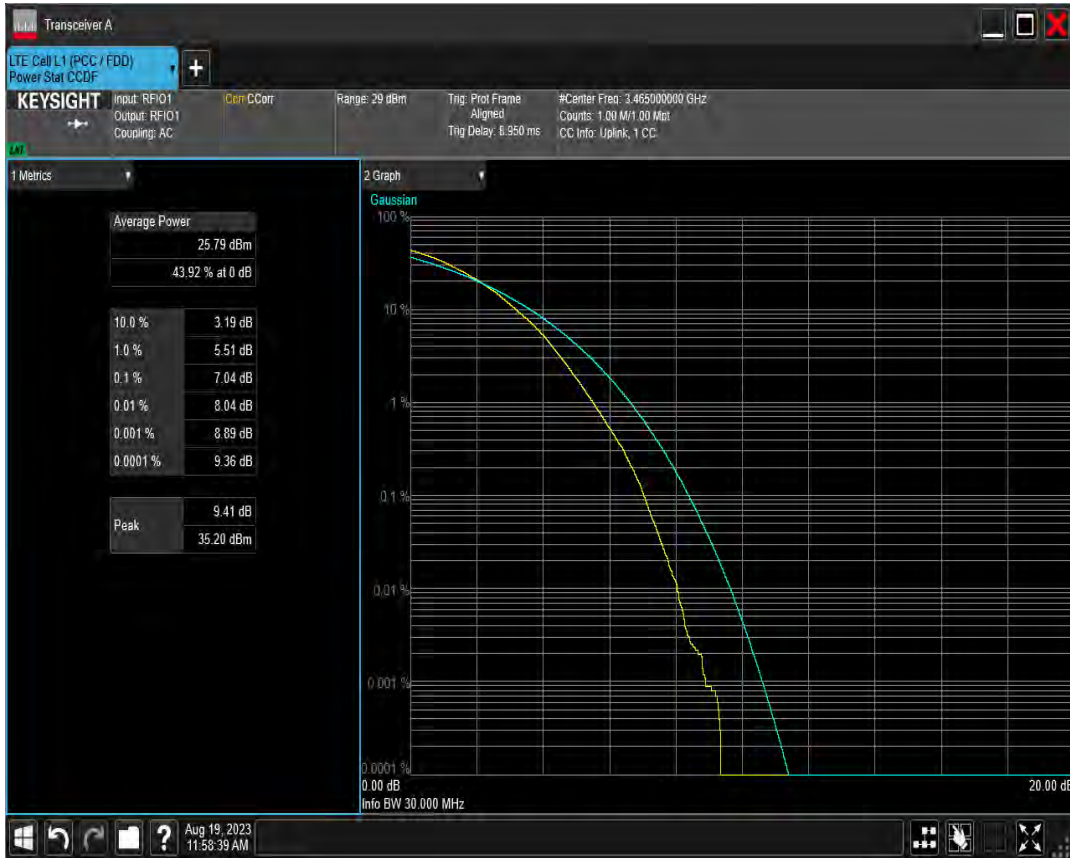 Transceiver A
LTE Cell L1 (PCC / FDD)
Power Stat CCDF
+
KEYSIGHT
Input: RFIO1
Output: RFIO1
Coupling: AC
Corr CCorr
Range: 29 dBm
Trig: Prot Frame
Aligned
Trig Delay: 8.950 ms
#Center Freq: 3.465000000 GHz
Counts: 1.00 M/1.00 Mpt
CC Info: Uplink, 1 CC
1 Metrics
Average Power
25.79 dBm
43.92 % at 0 dB
10.0 % 3.19 dB
1.0 % 5.51 dB
0.1 % 7.04 dB
0.01 % 8.04 dB
0.001 % 8.89 dB
0.0001 % 9.36 dB
Peak
9.41 dB
35.20 dBm
2 Graph
Gaussian
100 %
10 %
1 %
0.1 %
0.01 %
0.001 %
0.0001 %
0.00 dB 20.00 dB
Info BW 30.000 MHz
?
Aug 19, 2023
11:58:39 AM